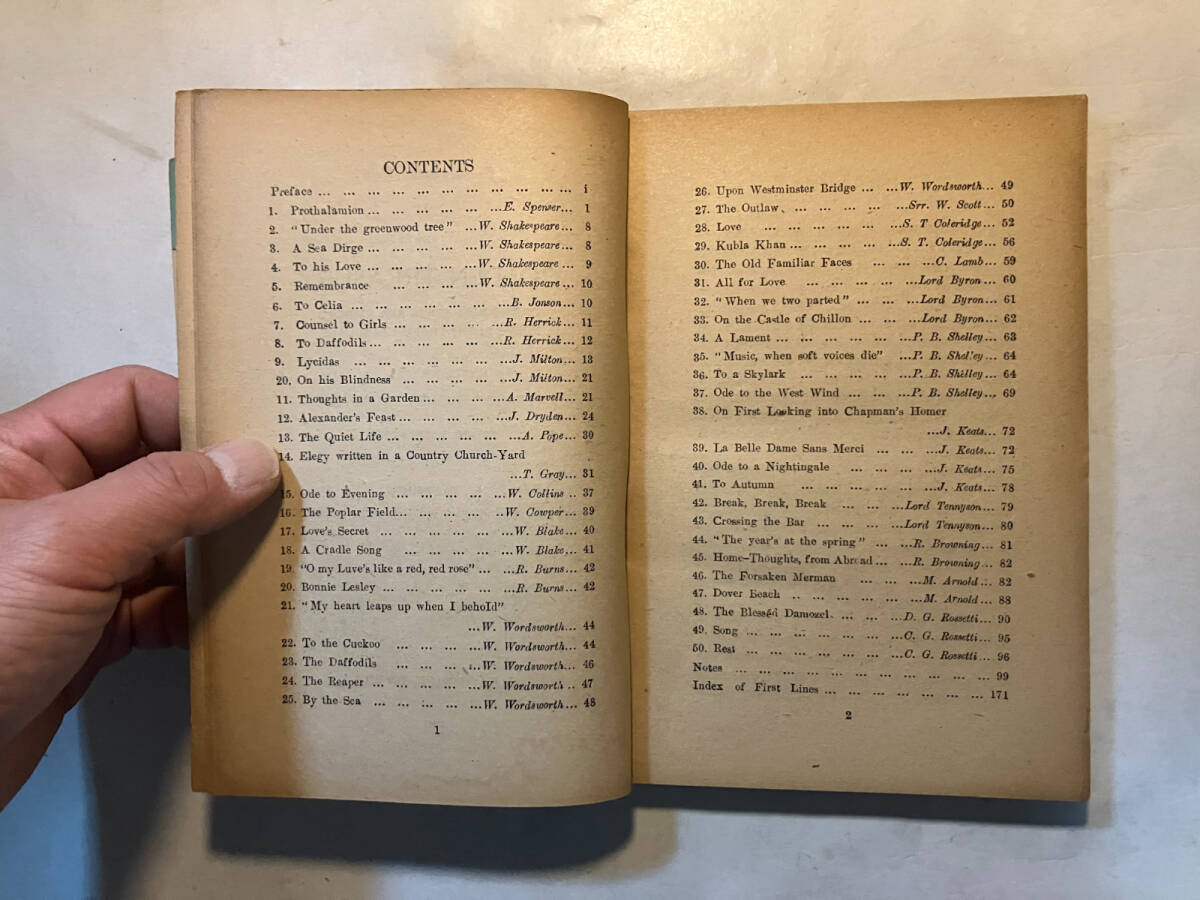 CONTENTS
Preface ... ... ... ... ... ... ... ... ... ... ... i
1. Prothalamion ... ... ... ... ... ...E. Spenser... 1
2. "Under the greenwood tree" ...W. Shakespeare... 8
3. A Sea Dirge ... ... ... ... ...W. Shakespeare... 8
4. To his Love ... ... ... ... ...W. Shakespeare ... 9
5. Remembrance ... ... ... ...W. Shakespeare... 10
6. To Celia ... ... ... ... ... ... ...B. Jonson... 10
7. Counsel to Girls ... ... ... ... ...R. Herrick... 11
8. To Daffodils... ... ... ... ... ...R. Herrick... 12
9. Lycidas ... ... ... ... ... ... ...J. Milton... 13
20. On his Blindness ... ... ... ... ...J. Milton... 21
11. Thoughts in a Garden ... ... ... ...A. Marvell... 21
12. Alexander's Feast ... ... ... ... ...J. Dryden... 24
13. The Quiet Life ... ... ... ... ... ...A. Pope... 30
14. Elegy written in a Country Church-Yard
...T. Gray... 31
15. Ode to Evening ... ... ... ... ...W. Collins .. 37
16. The Poplar Field... ... ... ... ...W. Cowper... 39
17. Love's Secret ... ... ... ... ... ...W. Blake... 40
18. A Cradle Song ... ... ... ... ...W. Blake... 41
19. "O my Luve's like a red, red rose" ... ...R. Burns... 42
20. Bonnie Lesley ... ... ... ... ... ...R. Burns... 42
21. "My heart leaps up when I behold"
...W. Wordsworth... 44
22. To the Cuckoo ... ... ... ...W. Wordsworth... 44
23. The Daffodils ... ... ... ...W. Wordsworth... 46
24. The Reaper ... ... ... ... ...W. Wordsworth .. 47
25. By the Sea ... ... ... ... ...W. Wordsworth... 48
1
26. Upon Westminster Bridge ... ...W. Wordsworth... 49
27. The Outlaw ... ... ... ... ... ...Srr. W. Scott... 50
28. Love ... ... ... ... ... ...S. T Coleridge... 52
29. Kubla Khan ... ... ... ... ...S. T. Coleridge... 56
30. The Old Familiar Faces ... ... ...C. Lamb... 59
31. All for Love ... ... ... ... ...Lord Byron... 60
32. "When we two parted" ... ... ...Lord Byron... 61
33. On the Castle of Chillon ... ... ...Lord Byron... 62
34. A Lament ... ... ... ... ... ...P. B. Shelley... 63
35. "Music, when soft voices die" ...P. B. Shelley... 64
36. To a Skylark ... ... ... ... ...P. B. Shelley... 64
37. Ode to the West Wind ... ... ...P. B. Shelley... 69
38. On First Looking into Chapman's Homer
...J. Keats... 72
39. La Belle Dame Sans Merci ... ... ...J. Keats... 72
40. Ode to a Nightingale ... ... ... ...J. Keats... 75
41. To Autumn ... ... ... ... ... ...J. Keats... 78
42. Break, Break, Break ... ... ...Lord Tennyson... 79
43. Crossing the Bar ... ... ... ...Lord Tennyson... 80
44. "The year's at the spring" ... ...R. Browning... 81
45. Home-Thoughts, from Abroad ... ...R. Browning... 82
46. The Forsaken Merman ... ... ...M. Arnold... 82
47. Dover Beach .. ... ... ... ... ...M. Arnold... 88
48. The Blesséd Damozel ... ... ...D. G. Rossetti... 90
49. Song ... ... ... ... ... ... ...C. G. Rossetti... 95
50. Rest ... ... ... ... ... ... ...C. G. Rossetti... 96
Notes ... ... ... ... ... ... ... ... ... ... ... 99
Index of First Lines ... ... ... ... ... ... ... 171
2